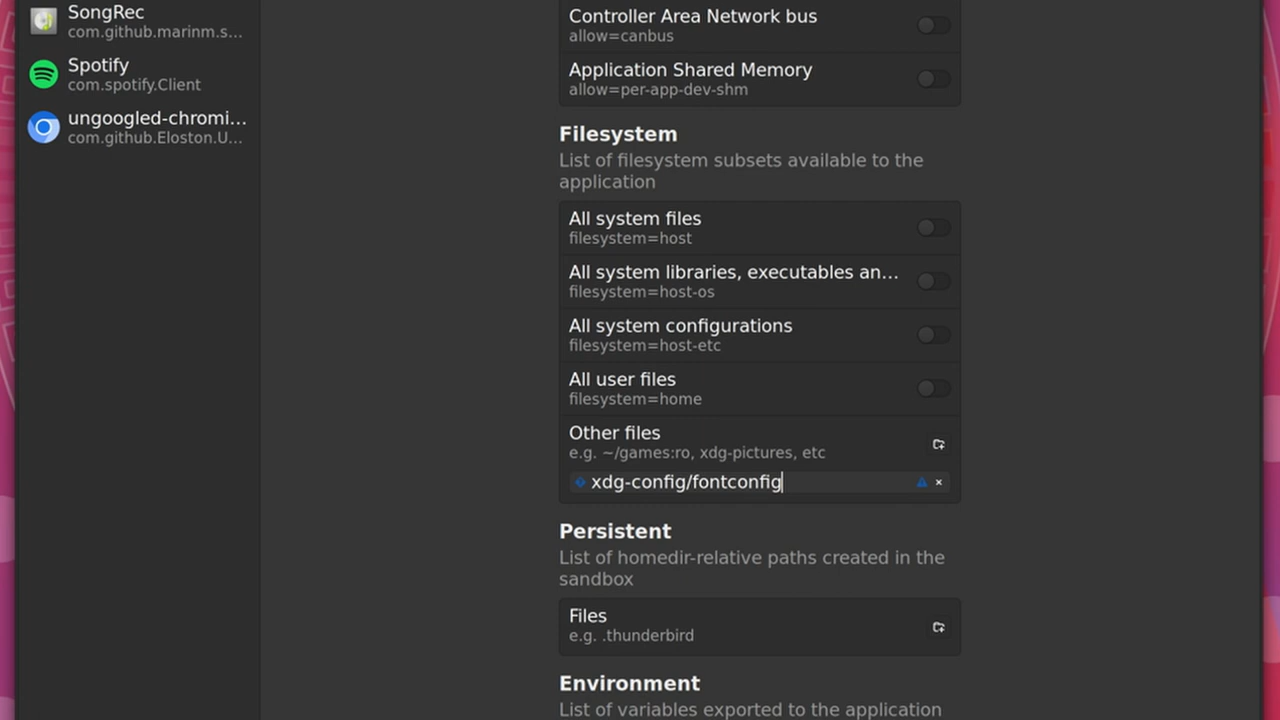 SongRec
com.github.marinm.s...
Spotify
com.spotify.Client
ungoogled-chromi...
com.github.Eloston.U...
Controller Area Network bus
allow=canbus
Application Shared Memory
allow=per-app-dev-shm
Filesystem
List of filesystem subsets available to the
application
All system files
filesystem=host
All system libraries, executables an...
filesystem=host-os
All system configurations
filesystem=host-etc
All user files
filesystem=home
Other files
e.g. ~/games:ro, xdg-pictures, etc
xdg-config/fontconfig
Persistent
List of homedir-relative paths created in the
sandbox
Files
e.g. .thunderbird
Environment
List of variables exported to the application